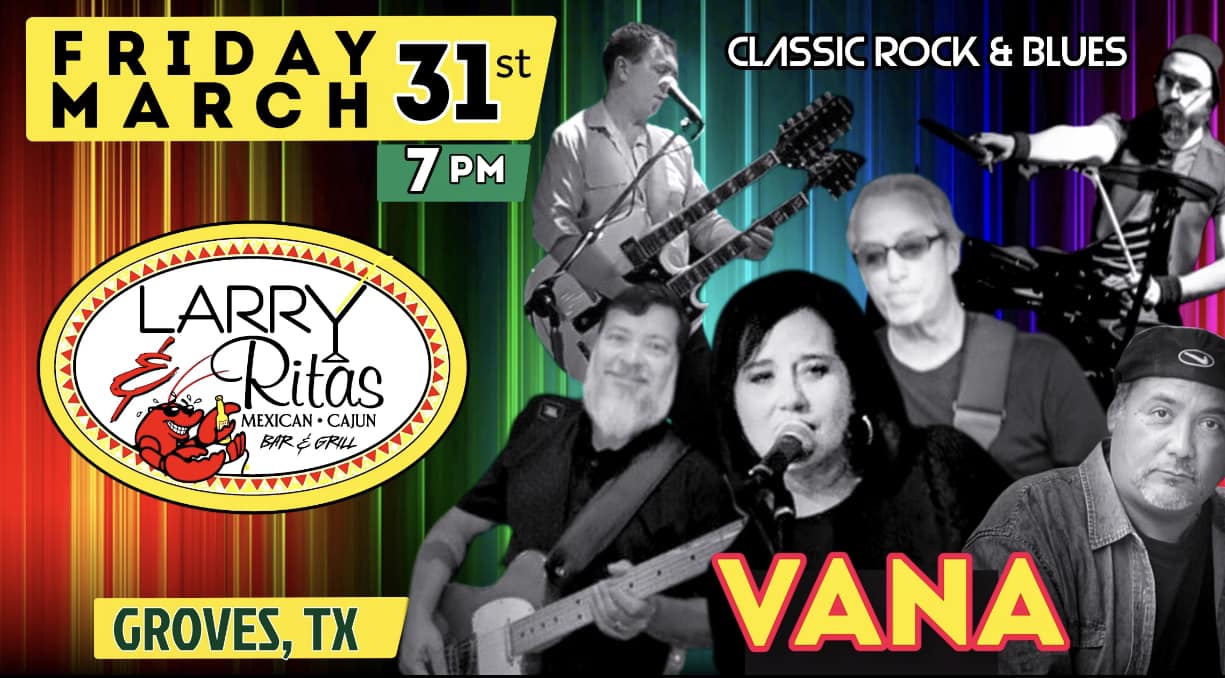 FRIDAY
MARCH 31st
7 PM
CLASSIC ROCK & BLUES
LARRY
& Ritas
MEXICAN • CAJUN
BAR & GRILL
GROVES, TX
VANA